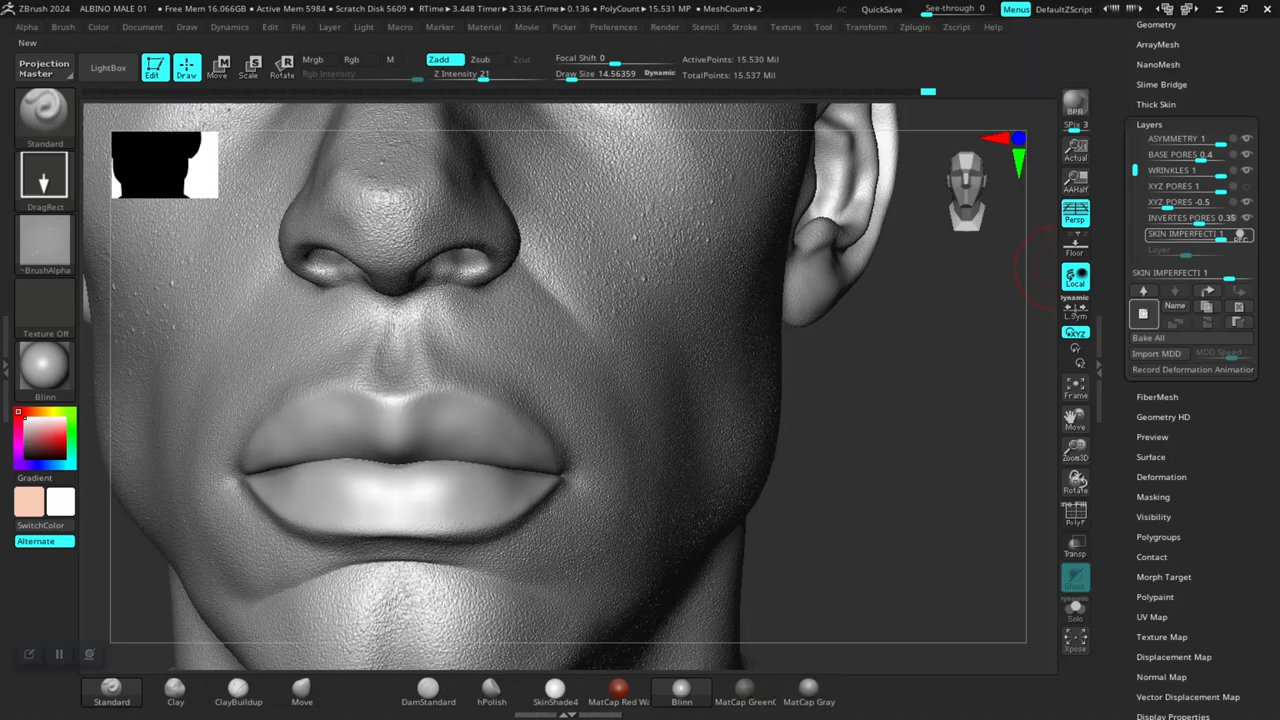 ZBrush 2024 ALBINO MALE 01 • Free Mem 16.066GB • Active Mem 5984 • Scratch Disk 5609 • RTime▸3.448 Timer▸3.336 ATime▸0.136 • PolyCount▸15.531 MP • MeshCount▸2 AC QuickSave See-through 0 Menus DefaultZScript
Alpha Brush Color Document Draw Dynamics Edit File Layer Light Macro Marker Material Movie Picker Preferences Render Stencil Stroke Texture Tool Transform Zplugin Zscript Help
New
Projection Master
LightBox
Edit
Draw
Move
Scale
Rotate
Mrgb Rgb M
Rgb Intensity
Zadd Zsub Zcut
Z Intensity 21
Focal Shift 0
Draw Size 14.56359 Dynamic
ActivePoints: 15.530 Mil
TotalPoints: 15.537 Mil
Standard
DragRect
~BrushAlpha
Texture Off
Blinn
Gradient
SwitchColor
Alternate
BPR
SPix 3
Actual
AAHalf
Persp
Floor
Local
Dynamic
L.Sym
XYZ
Frame
Move
Zoom3D
Rotate
PolyF
Transp
Ghost
Dynamic
Solo
Xpose
Geometry
ArrayMesh
NanoMesh
Slime Bridge
Thick Skin
Layers
ASYMMETRY 1
BASE PORES 0.4
WRINKLES 1
XYZ PORES 1
XYZ PORES -0.5
INVERTES PORES 0.35
SKIN IMPERFECTI 1 REC
Layer
SKIN IMPERFECTI 1
Name
Bake All
Import MDD MDD Speed
Record Deformation Animation
FiberMesh
Geometry HD
Preview
Surface
Deformation
Masking
Visibility
Polygroups
Contact
Morph Target
Polypaint
UV Map
Texture Map
Displacement Map
Normal Map
Vector Displacement Map
Display Properties
Standard Clay ClayBuildup Move DamStandard hPolish SkinShade4 MatCap Red Wa Blinn MatCap GreenC MatCap Gray